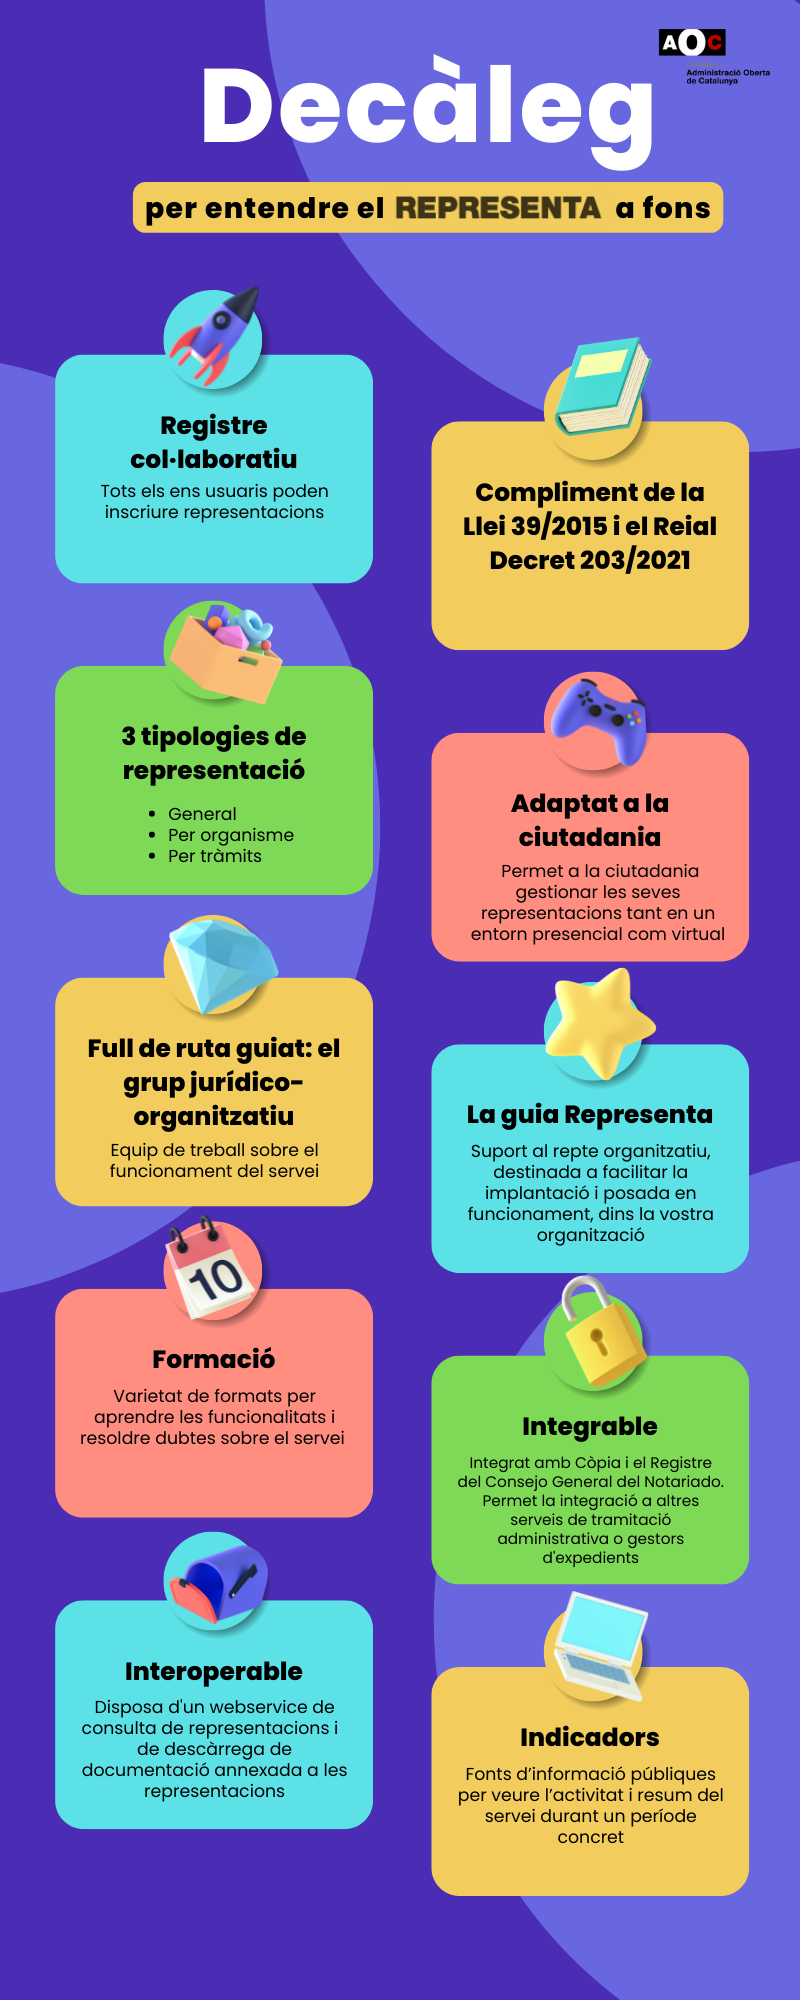 AOC
Administració Oberta
de Catalunya
Decàleg
per entendre el REPRESENTA a fons
Registre
col·laboratiu
Tots els ens usuaris poden
inscriure representacions
Compliment de la
Llei 39/2015 i el Reial
Decret 203/2021
3 tipologies de
representació
• General
• Per organisme
• Per tràmits
Adaptat a la
ciutadania
Permet a la ciutadania
gestionar les seves
representacions tant en un
entorn presencial com virtual
Full de ruta guiat: el
grup jurídico-
organitzatiu
Equip de treball sobre el
funcionament del servei
La guia Representa
Suport al repte organitzatiu,
destinada a facilitar la
implantació i posada en
funcionament, dins la vostra
organització
10
Formació
Varietat de formats per
aprendre les funcionalitats i
resoldre dubtes sobre el servei
Integrable
Integrat amb Còpia i el Registre
del Consejo General del Notariado.
Permet la integració a altres
serveis de tramitació
administrativa o gestors
d'expedients
Interoperable
Disposa d'un webservice de
consulta de representacions i
de descàrrega de
documentació annexada a les
representacions
Indicadors
Fonts d’informació públiques
per veure l’activitat i resum del
servei durant un període
concret